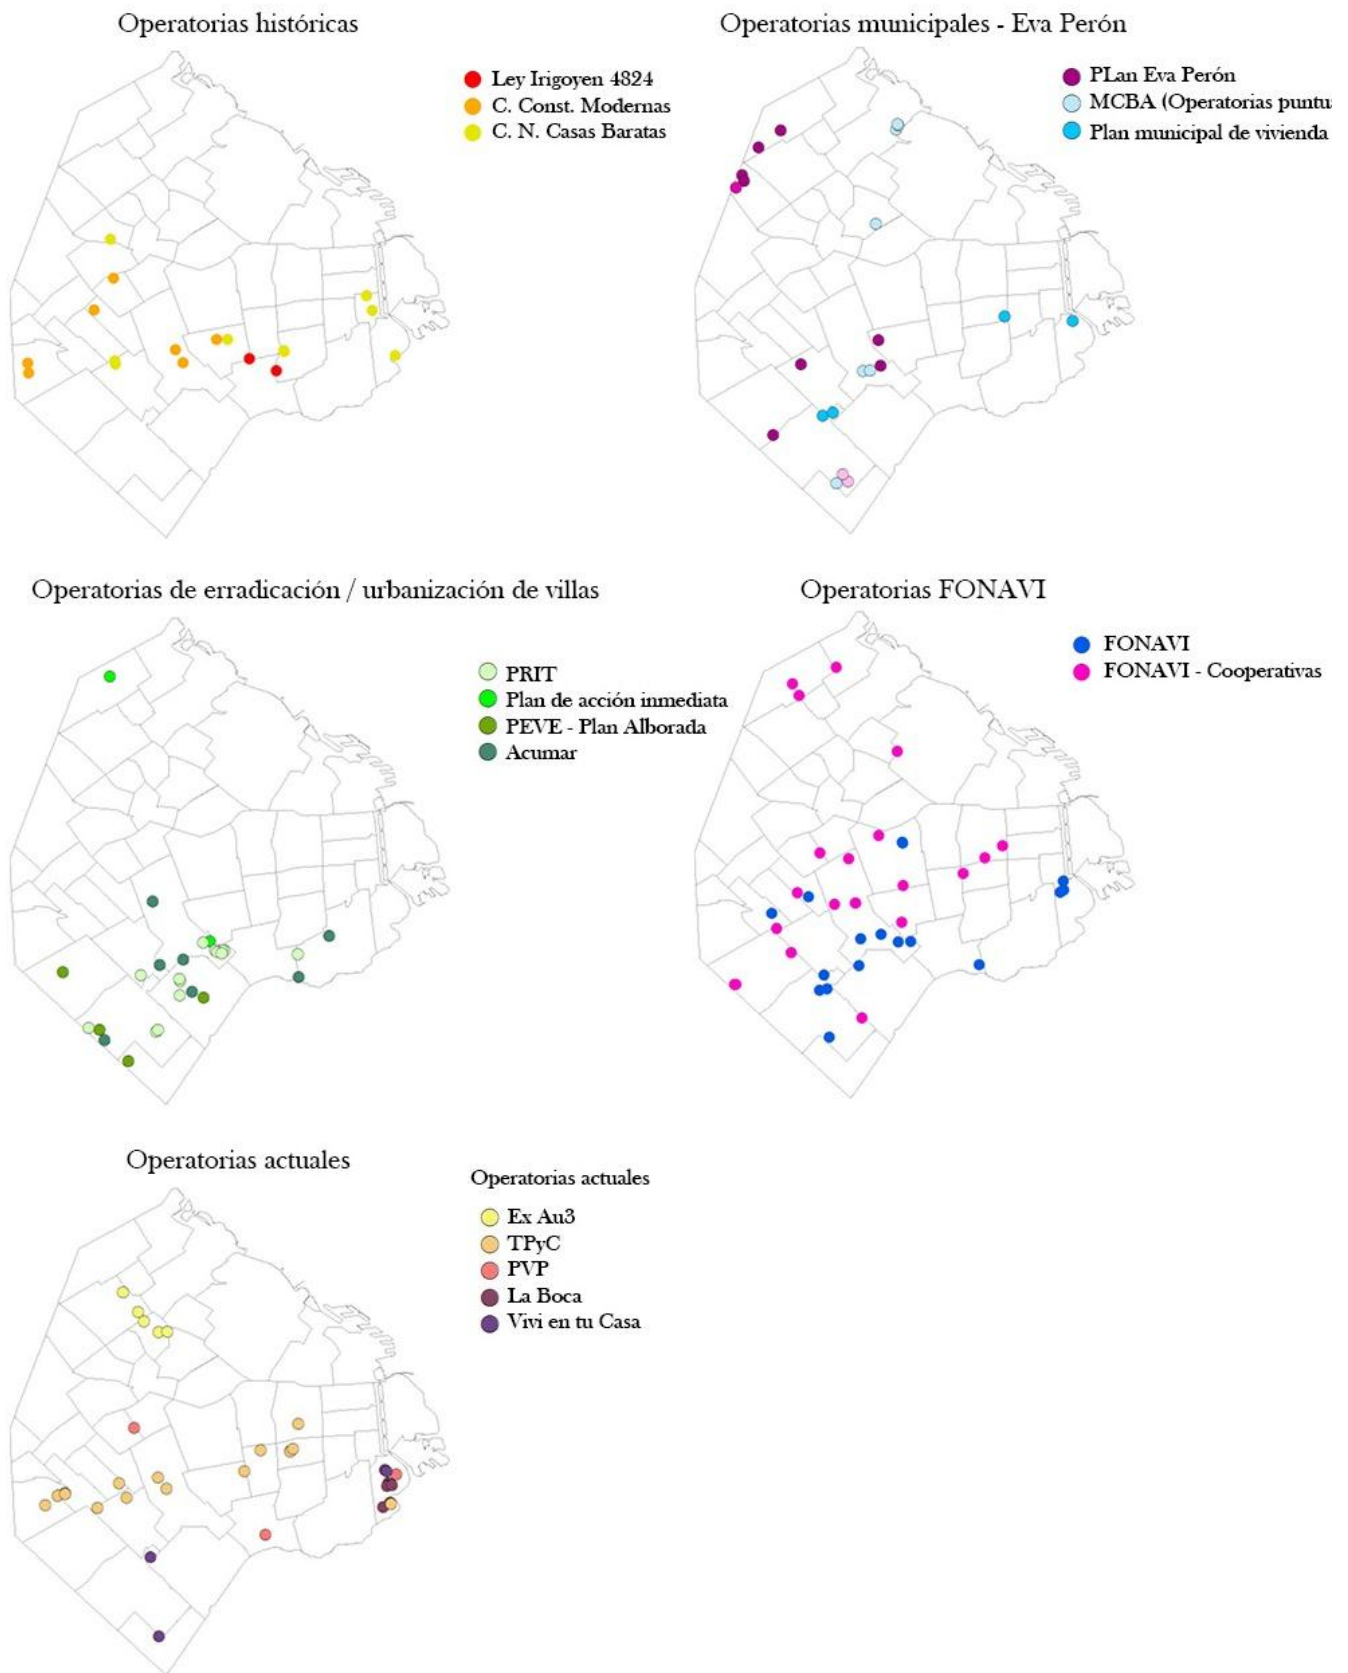 Operatorias históricas
Ley Irigoyen 4824
C. Const. Modernas
C. N. Casas Baratas
Operatorias municipales - Eva Perón
PLan Eva Perón
MCBA (Operatorias puntu
Plan municipal de vivienda
Operatorias de erradicación / urbanización de villas
PRIT
Plan de acción inmediata
PEVE - Plan Alborada
Acumar
Operatorias FONAVI
FONAVI
FONAVI - Cooperativas
Operatorias actuales
Operatorias actuales
Ex Au3
TPyC
PVP
La Boca
Vivi en tu Casa